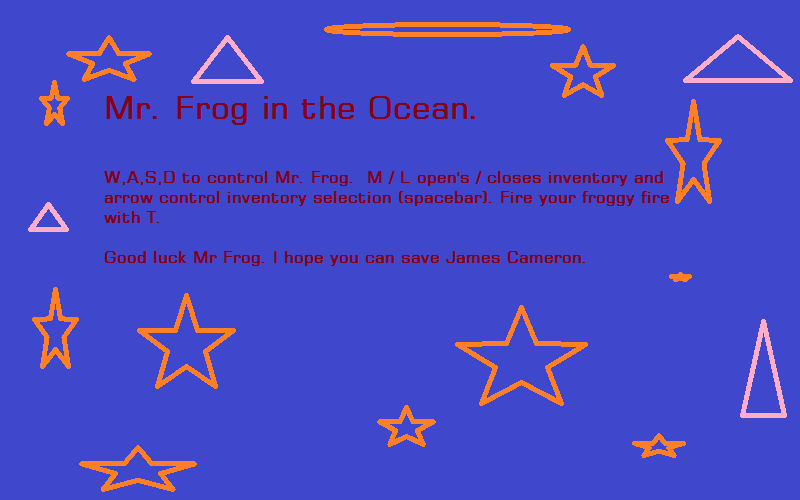 Mr. Frog in the Ocean.
W,A,S,D to control Mr. Frog. M / L open's / closes inventory and
arrow control inventory selection (spacebar). Fire your froggy fire
with T.
Good luck Mr Frog. I hope you can save James Cameron.